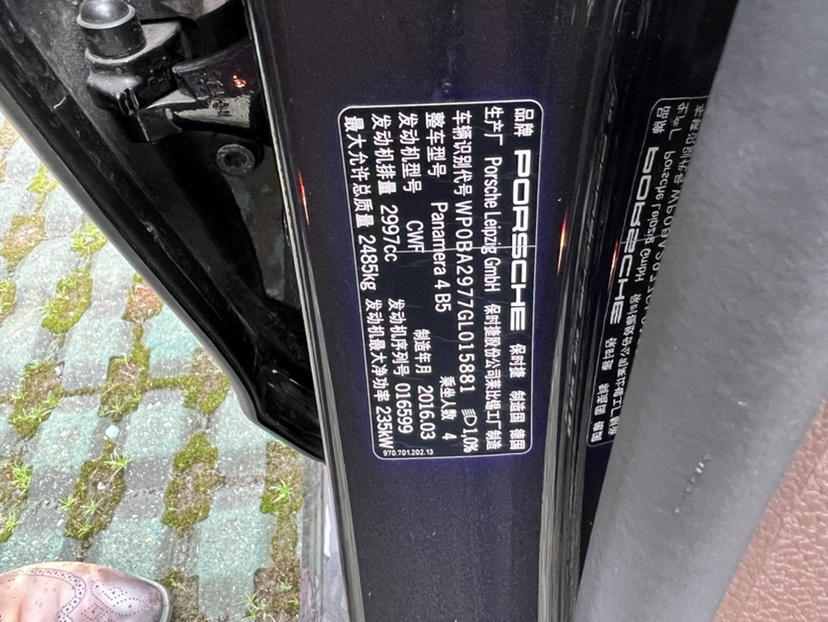 品牌 PORSCHE 保时捷 制造国 德国
生产厂 Porsche Leipzig GmbH 保时捷股份公司莱比锡工厂制造
车辆识别代号 WP0BA2977GL015881 1,0%
整车型号 Panamera 4 B5 乘坐人数 4
发动机型号 CWF 制造年月 2016.03
发动机排量 2997cc 发动机序列号 016599
最大允许总质量 2485kg 发动机最大净功率 235kW
970.701.202.13